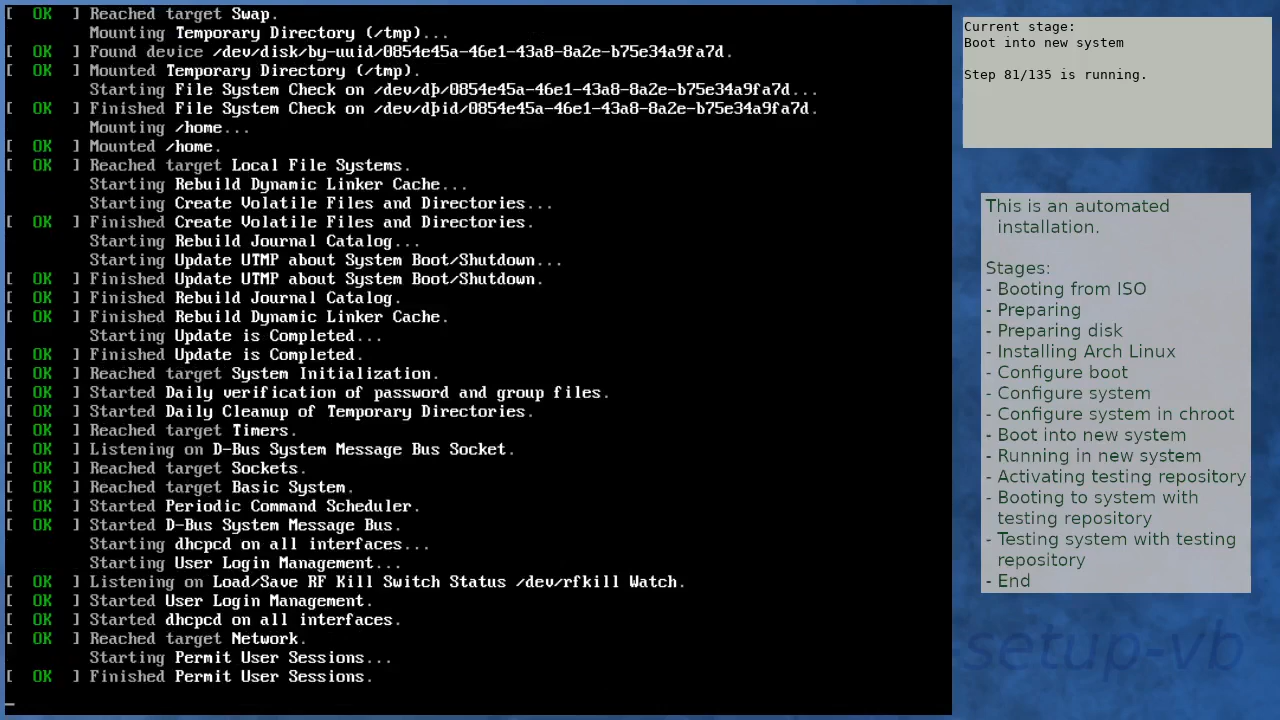 [  OK  ] Reached target Swap.
Mounting Temporary Directory (/tmp)...
[  OK  ] Found device /dev/disk/by-uuid/0854e45a-46e1-43a8-8a2e-b75e34a9fa7d.
[  OK  ] Mounted Temporary Directory (/tmp).
Starting File System Check on /dev/dþ/0854e45a-46e1-43a8-8a2e-b75e34a9fa7d...
[  OK  ] Finished File System Check on /dev/dþid/0854e45a-46e1-43a8-8a2e-b75e34a9fa7d.
Mounting /home...
[  OK  ] Mounted /home.
[  OK  ] Reached target Local File Systems.
Starting Rebuild Dynamic Linker Cache...
Starting Create Volatile Files and Directories...
[  OK  ] Finished Create Volatile Files and Directories.
Starting Rebuild Journal Catalog...
Starting Update UTMP about System Boot/Shutdown...
[  OK  ] Finished Update UTMP about System Boot/Shutdown.
[  OK  ] Finished Rebuild Journal Catalog.
[  OK  ] Finished Rebuild Dynamic Linker Cache.
Starting Update is Completed...
[  OK  ] Finished Update is Completed.
[  OK  ] Reached target System Initialization.
[  OK  ] Started Daily verification of password and group files.
[  OK  ] Started Daily Cleanup of Temporary Directories.
[  OK  ] Reached target Timers.
[  OK  ] Listening on D-Bus System Message Bus Socket.
[  OK  ] Reached target Sockets.
[  OK  ] Reached target Basic System.
[  OK  ] Started Periodic Command Scheduler.
[  OK  ] Started D-Bus System Message Bus.
Starting dhcpcd on all interfaces...
Starting User Login Management...
[  OK  ] Listening on Load/Save RF Kill Switch Status /dev/rfkill Watch.
[  OK  ] Started User Login Management.
[  OK  ] Started dhcpcd on all interfaces.
[  OK  ] Reached target Network.
Starting Permit User Sessions...
[  OK  ] Finished Permit User Sessions.
Current stage:
Boot into new system
Step 81/135 is running.
This is an automated
installation.
Stages:
- Booting from ISO
- Preparing
- Preparing disk
- Installing Arch Linux
- Configure boot
- Configure system
- Configure system in chroot
- Boot into new system
- Running in new system
- Activating testing repository
- Booting to system with
testing repository
- Testing system with testing
repository
- End
-setup-vb